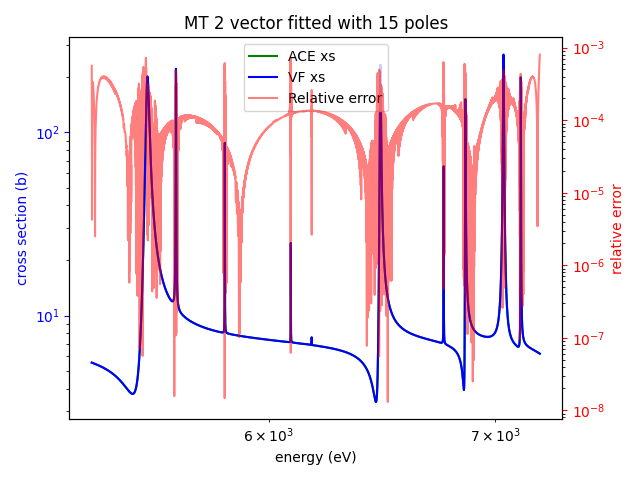 MT 2 vector fitted with 15 poles
ACE xs
VF xs
Relative error
cross section (b)
10²
10¹
relative error
10⁻³
10⁻⁴
10⁻⁵
10⁻⁶
10⁻⁷
10⁻⁸
6 × 10³
7 × 10³
energy (eV)